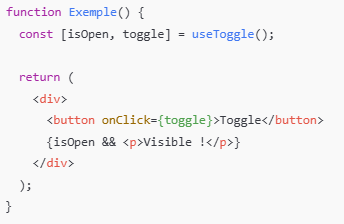 function Exemple() {
  const [isOpen, toggle] = useToggle();

  return (
    <div>
      <button onClick={toggle}>Toggle</button>
      {isOpen && <p>Visible !</p>}
    </div>
  );
}